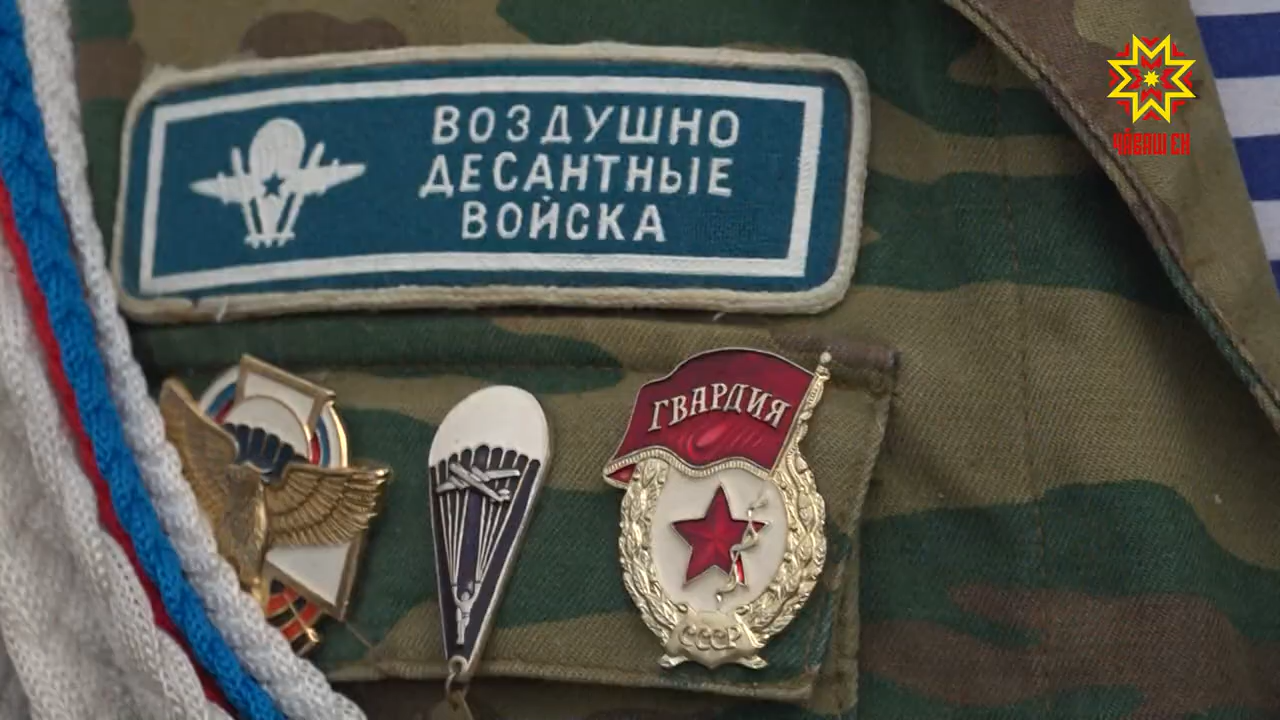 ВОЗДУШНО
ДЕСАНТНЫЕ
ВОЙСКА
ЧӐВАШ ЕН
ГВАРДИЯ
СССР